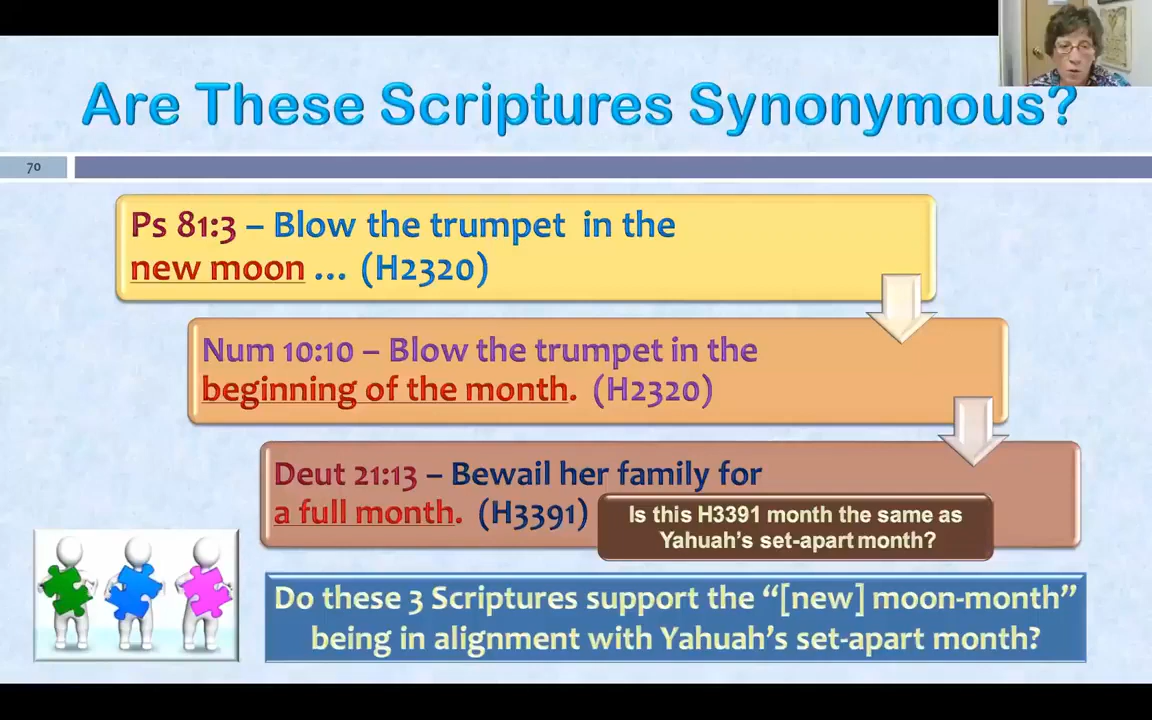 Are These Scriptures Synonymous?
70
Ps 81:3 – Blow the trumpet in the
new moon ... (H2320)
Num 10:10 – Blow the trumpet in the
beginning of the month. (H2320)
Deut 21:13 – Bewail her family for
a full month. (H3391)
Is this H3391 month the same as
Yahuah's set-apart month?
Do these 3 Scriptures support the “[new] moon-month”
being in alignment with Yahuah's set-apart month?